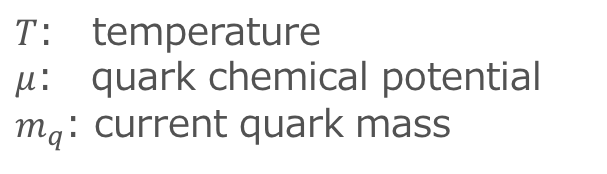 T: temperature
μ: quark chemical potential
m_q: current quark mass